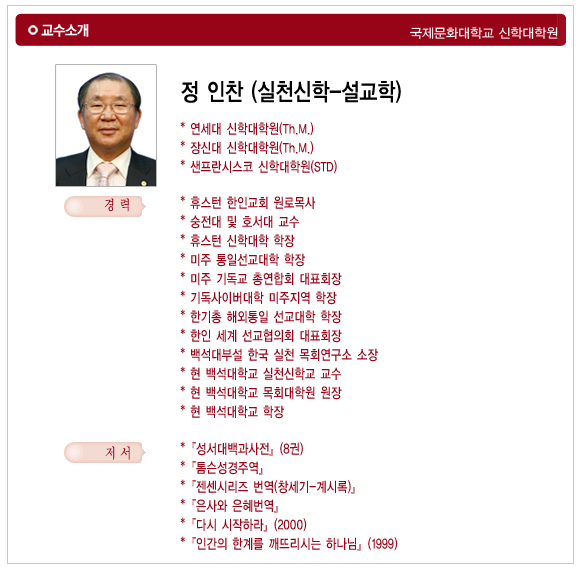 교수소개
국제문화대학교 신학대학원
정 인찬 (실천신학-설교학)
* 연세대 신학대학원(Th.M.)
* 장신대 신학대학원(Th.M.)
* 샌프란시스코 신학대학원(STD)
경 력
* 휴스턴 한인교회 원로목사
* 숭전대 및 호서대 교수
* 휴스턴 신학대학 학장
* 미주 통일선교대학 학장
* 미주 기독교 총연합회 대표회장
* 기독사이버대학 미주지역 학장
* 한기총 해외통일 선교대학 학장
* 한인 세계 선교협의회 대표회장
* 백석대부설 한국 실천 목회연구소 소장
* 현 백석대학교 실천신학교 교수
* 현 백석대학교 목회대학원 원장
* 현 백석대학교 학장
저 서
* 『성서대백과사전』 (8권)
* 『톰슨성경주역』
* 『젠센시리즈 번역(창세기-계시록)』
* 『은사와 은혜번역』
* 『다시 시작하라』 (2000)
* 『인간의 한계를 깨뜨리시는 하나님』 (1999)